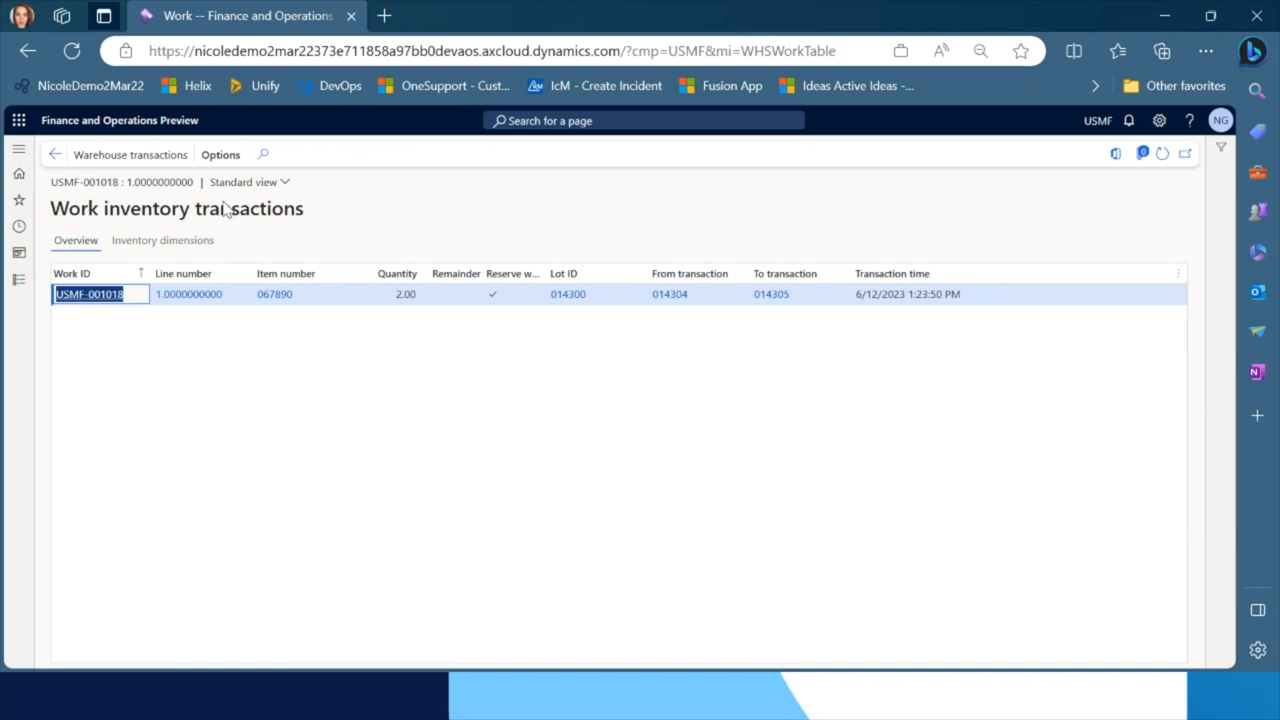 Work -- Finance and Operations
https://nicoledemo2mar22373e711858a97bb0devaos.axcloud.dynamics.com/?cmp=USMF&mi=WHSWorkTable
NicoleDemo2Mar22 Helix Unify DevOps OneSupport - Cust... IcM - Create Incident Fusion App Ideas Active Ideas -... Other favorites
Finance and Operations Preview Search for a page USMF NG
Warehouse transactions Options 0
USMF-001018 : 1.0000000000 | Standard view
Work inventory transactions
Overview Inventory dimensions
Work ID Line number Item number Quantity Remainder Reserve w... Lot ID From transaction To transaction Transaction time
USMF-001018 1.0000000000 067890 2.00 014300 014304 014305 6/12/2023 1:23:50 PM